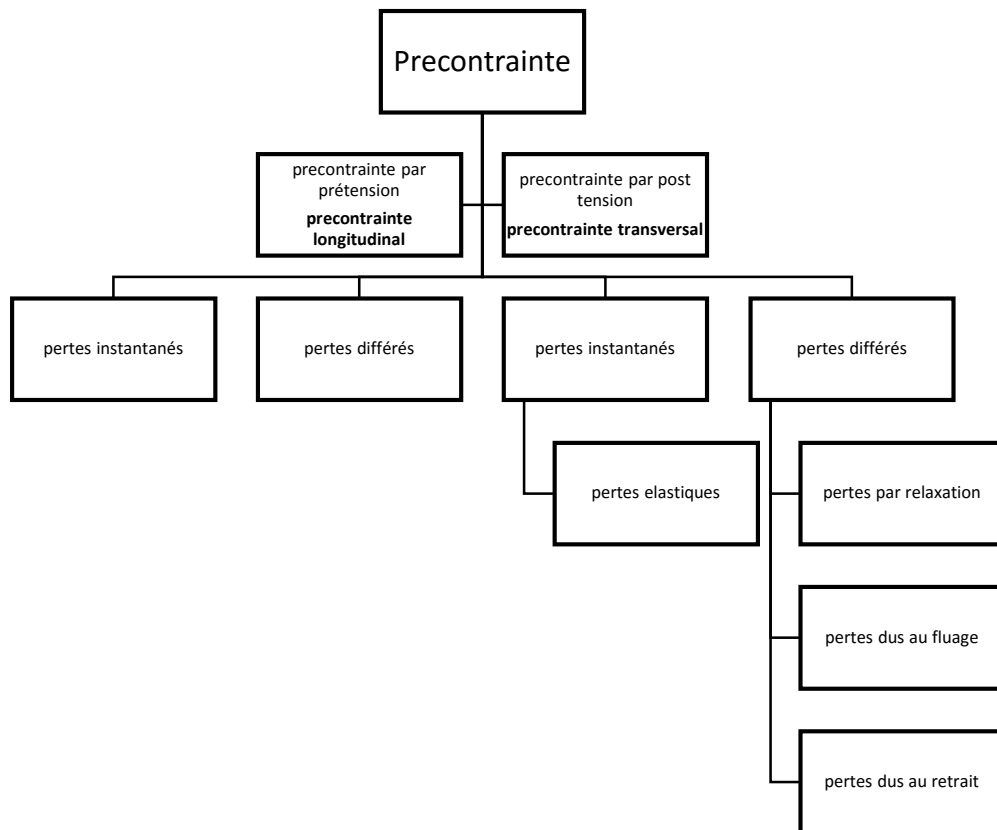 Precontrainte
precontrainte par
prétension
precontrainte
longitudinal
precontrainte par post
tension
precontrainte transversal
pertes instantanés
pertes différés
pertes instantanés
pertes différés
pertes elastiques
pertes par relaxation
pertes dus au fluage
pertes dus au retrait